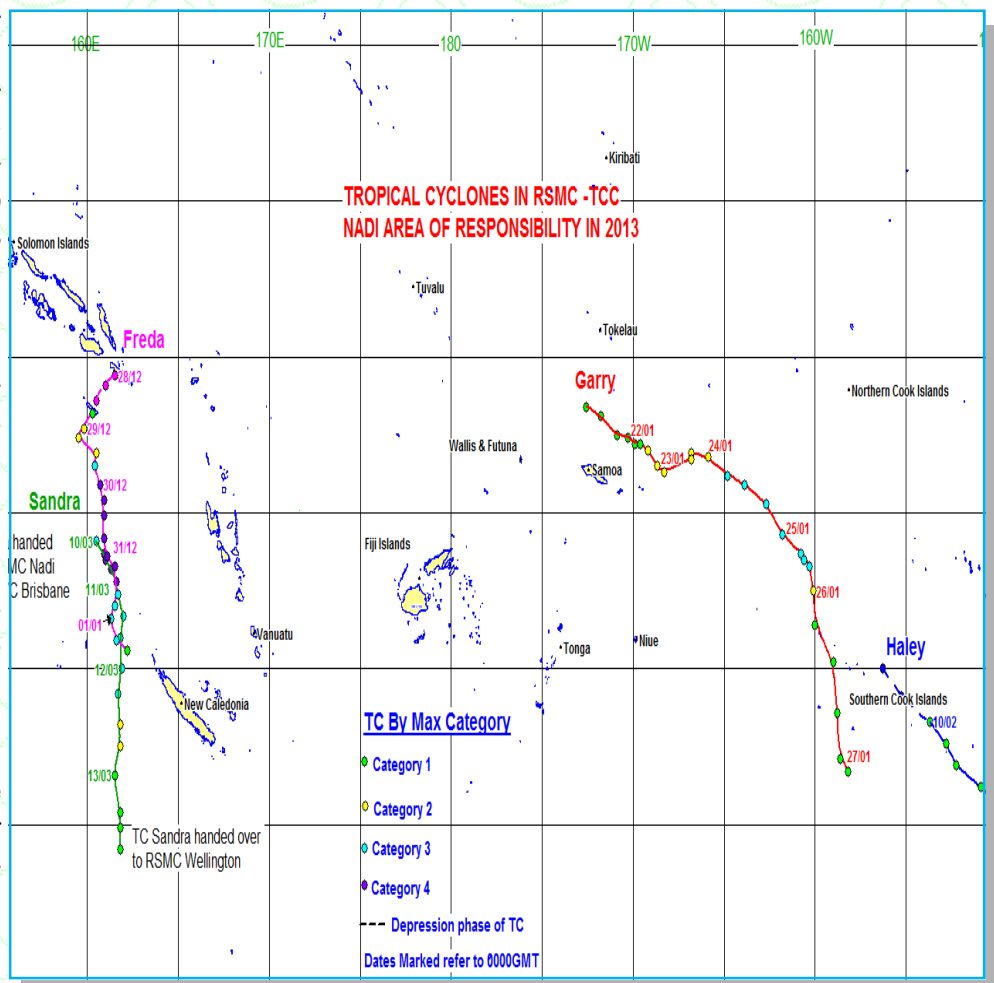 160E
170E
180
170W
160W
Kiribati
TROPICAL CYCLONES IN RSMC -TCC
NADI AREA OF RESPONSIBILITY IN 2013
Solomon Islands
Tuvalu
Tokelau
Freda
28/12
Garry
Northern Cook Islands
29/12
22/01
24/01
Wallis & Futuna
23/01
Samoa
30/12
Sandra
25/01
10/03
handed
31/12
Fiji Islands
MC Nadi
C Brisbane
11/03
26/01
01/01
Vanuatu
Niue
Tonga
Haley
12/03
New Caledonia
Southern Cook Islands
TC By Max Category
10/02
Category 1
27/01
13/03
Category 2
TC Sandra handed over
to RSMC Wellington
Category 3
Category 4
Depression phase of TC
Dates Marked refer to 0000GMT